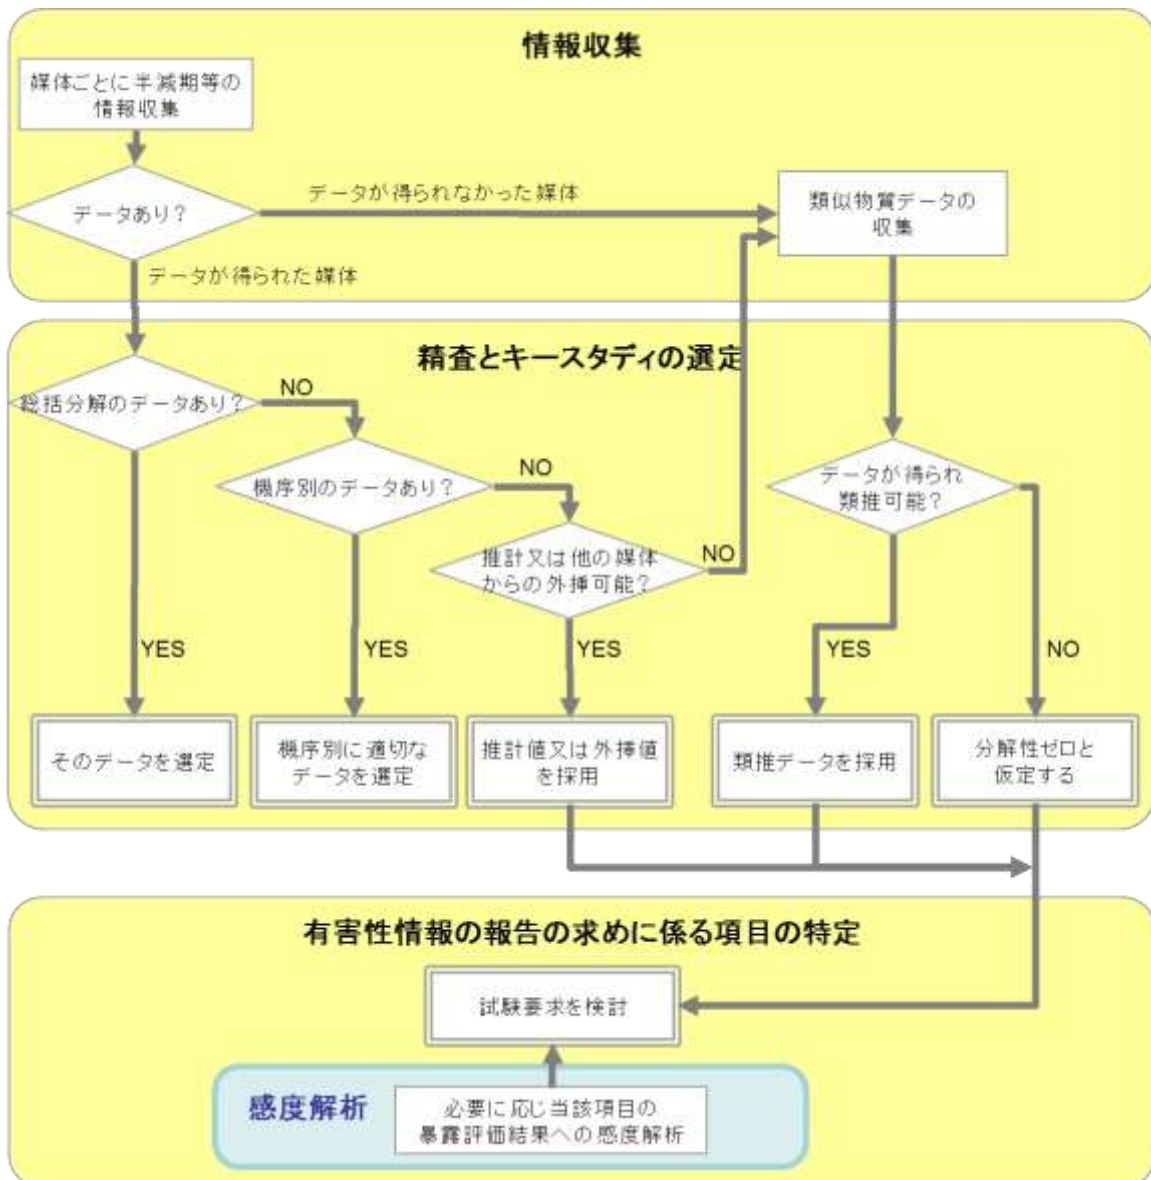 情報収集
媒体ごとに半減期等の
情報収集
データあり？
データが得られなかった媒体
類似物質データの
収集
データが得られた媒体
精査とキースタディの選定
総括分解のデータあり？
NO
機序別のデータあり？
NO
推計又は他の媒体
からの外挿可能？
NO
データが得られ
類推可能？
YES
YES
YES
YES
NO
そのデータを選定
機序別に適切な
データを選定
推計値又は外挿値
を採用
類推データを採用
分解性ゼロと
仮定する
有害性情報の報告の求めに係る項目の特定
試験要求を検討
感度解析
必要に応じ当該項目の
暴露評価結果への感度解析